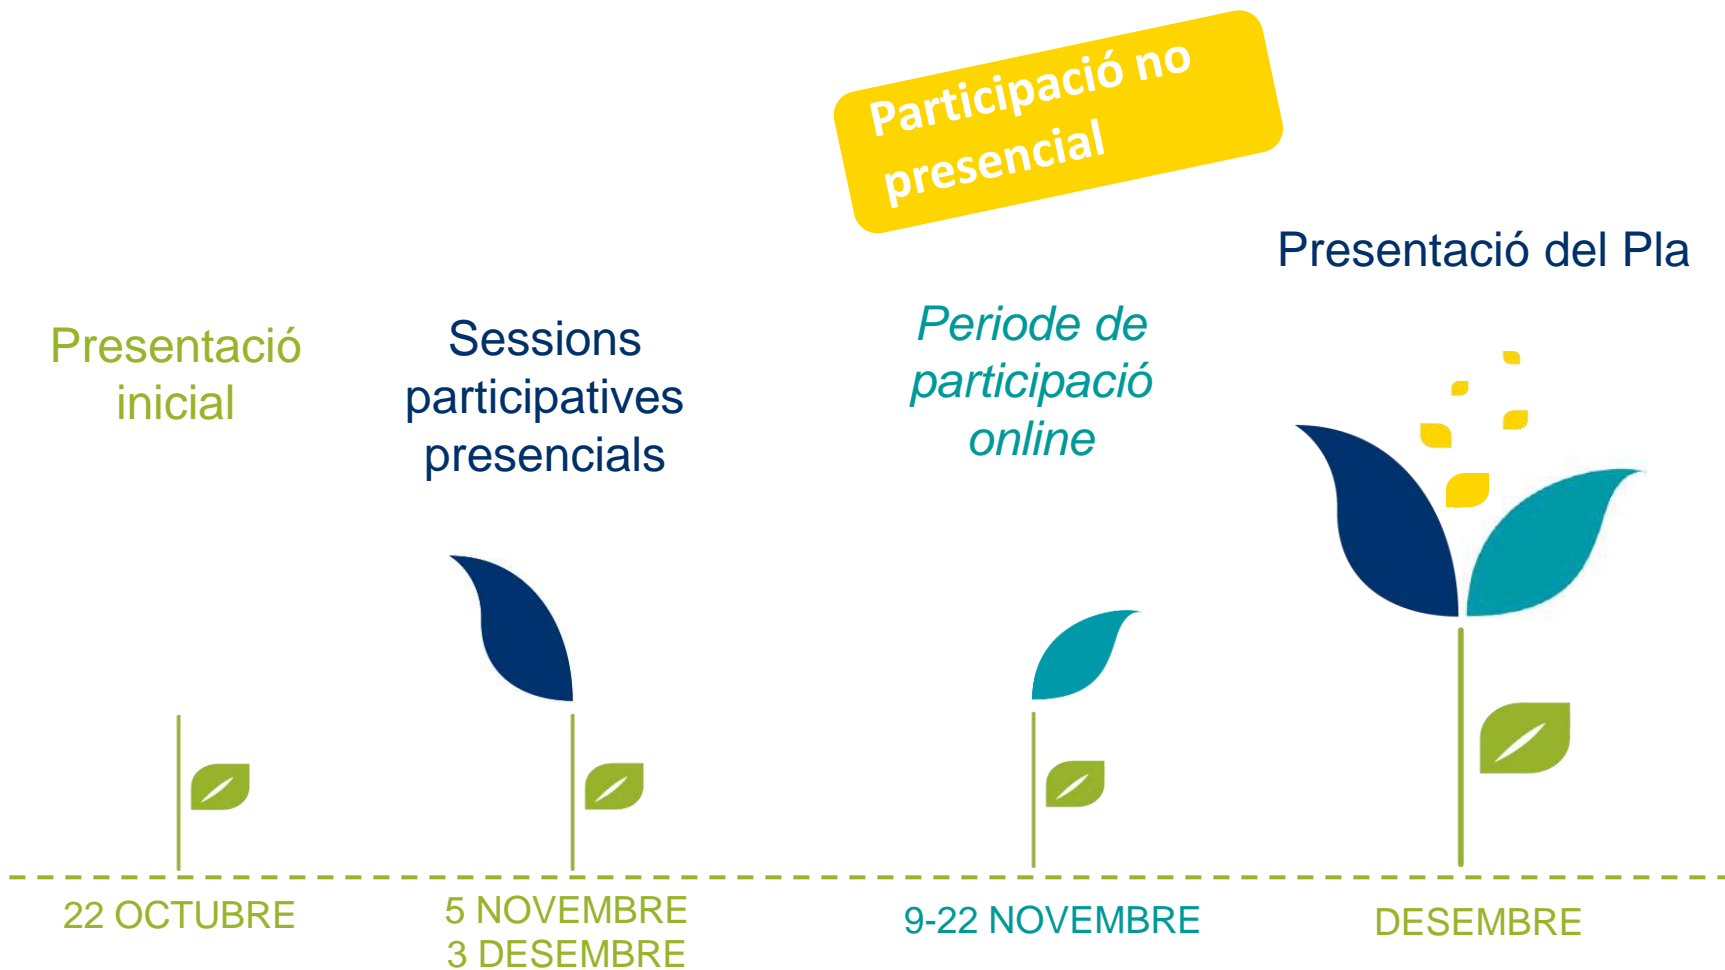 Participació no
presencial
Presentació del Pla
Presentació
inicial
Sessions
participatives
presencials
Periode de
participació
online
22 OCTUBRE
5 NOVEMBRE
3 DESEMBRE
9-22 NOVEMBRE
DESEMBRE